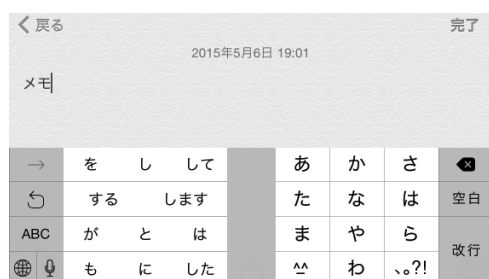 戻る 完了
2015年5月6日 19:01
メモ
→ を し して あ か さ
する します た な は 空白
ABC が と は ま や ら
も に した ^^ わ 、。?! 改行